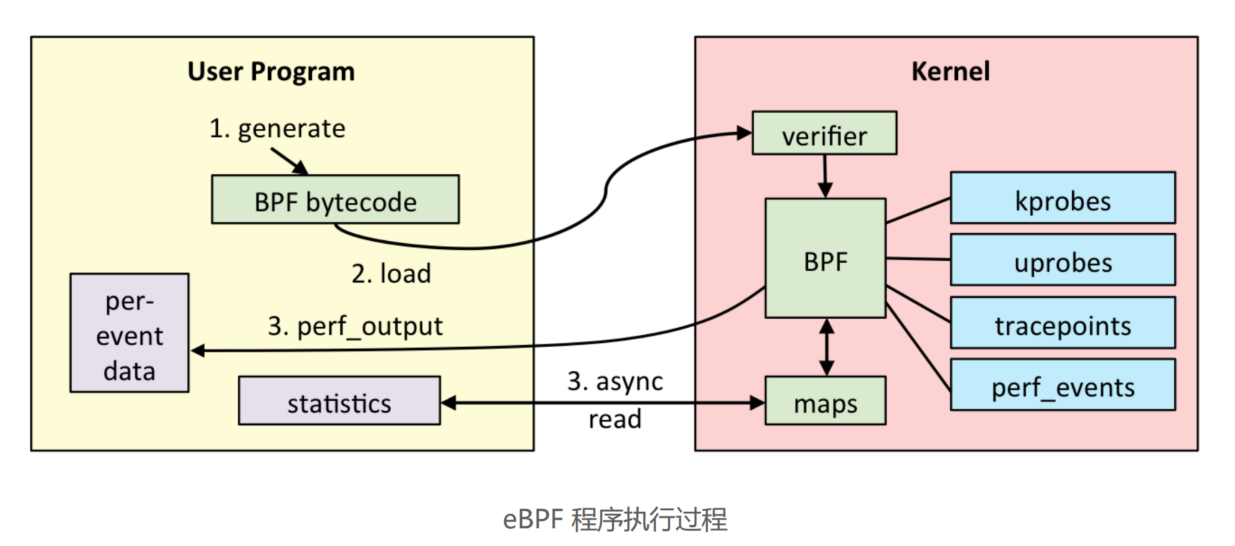 User Program
1. generate
BPF bytecode
2. load
per-
event
data
3. perf_output
statistics
3. async
read
Kernel
verifier
BPF
maps
kprobes
uprobes
tracepoints
perf_events
eBPF 程序执行过程